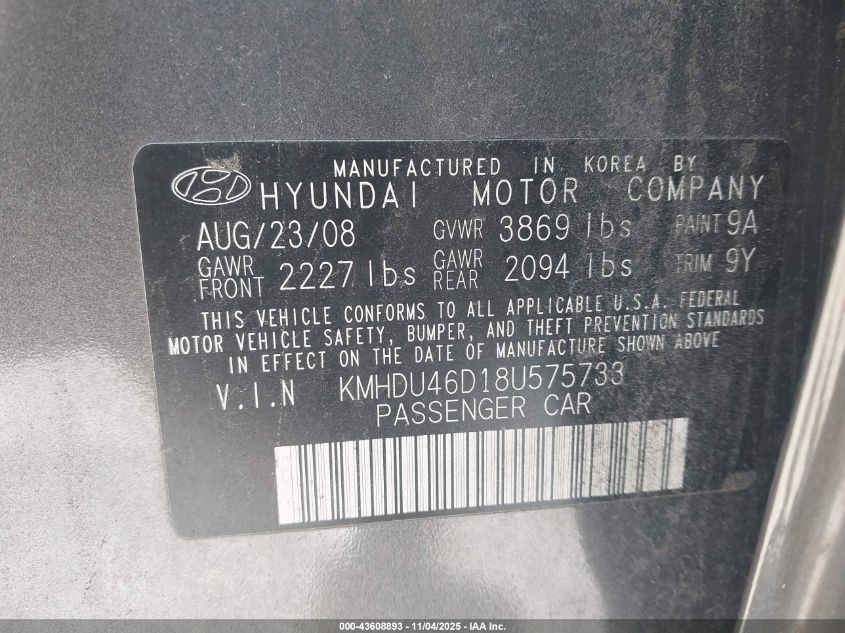 MANUFACTURED IN KOREA BY
HYUNDAI MOTOR COMPANY
AUG/23/08 GVWR 3869 lbs PAINT 9A
GAWR FRONT 2227 lbs GAWR REAR 2094 lbs TRIM 9Y
THIS VEHICLE CONFORMS TO ALL APPLICABLE U.S.A. FEDERAL
MOTOR VEHICLE SAFETY, BUMPER, AND THEFT PREVENTION STANDARDS
IN EFFECT ON THE DATE OF MANUFACTURE SHOWN ABOVE
V.I.N KMHDU46D18U575733
PASSENGER CAR
000-43608893 - 11/04/2025 - IAA Inc.